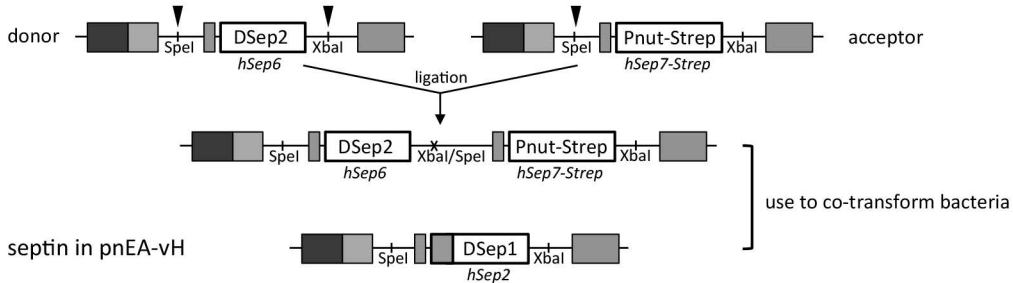 donor
SpeI
DSep2
hSep6
XbaI
SpeI
Pnut-Strep
hSep7-Strep
XbaI
acceptor
ligation
SpeI
DSep2
hSep6
XbaI/SpeI
x
Pnut-Strep
hSep7-Strep
XbaI
use to co-transform bacteria
septin in pnEA-vH
SpeI
DSep1
hSep2
XbaI